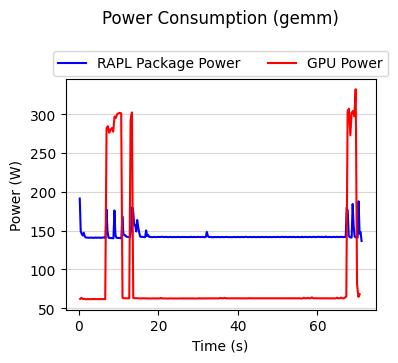 Power Consumption (gemm)
RAPL Package Power GPU Power
300
250
200
150
100
50
Power (W)
0 20 40 60
Time (s)